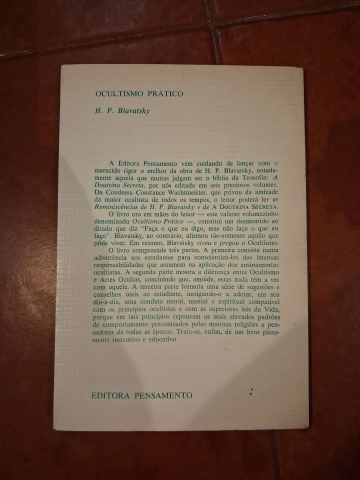 OCULTISMO PRÁTICO
H. P. Blavatsky
A Editora Pensamento vem cuidando de lançar com o
merecido rigor o melhor da obra de H. P. Blavatsky, notada-
mente aquela que muitos julgam ser a bíblia da Teosofia: A
Doutrina Secreta, por nós editada em seis preciosos volumes.
Da Condessa Constance Wachtmeister, que privou da amizade
da maior ocultista de todos os tempos, o leitor poderá ler as
Reminiscências de H. P. Blavatsky e de A DOUTRINA SECRETA.
O livro ora em mãos do leitor — este valioso volumezinho
denominado Ocultismo Prático —, constitui um desmentido ao
ditado que diz "Faça o que eu digo, mas não faça o que eu
faço". Blavatsky, ao contrário, afirmou tão-somente aquilo que
pôde viver. Em resumo, Blavatsky viveu e pregou o Ocultismo.
O livro compreende três partes. A primeira consiste numa
advertência aos estudantes para conscientizá-los das imensas
responsabilidades que assumem na aplicação dos ensinamentos
ocultistas. A segunda parte mostra a diferença entre Ocultismo
e Artes Ocultas, concluindo que, amiúde, estas nada têm a ver
com aquele. A terceira parte formula uma série de sugestões e
conselhos úteis ao estudante, instigando-o a adotar, em seu
dia-a-dia, uma conduta moral, mental e espiritual compatível
com os princípios ocultistas e com as superiores leis da Vida,
porque em tais princípios repousam os mais elevados padrões
de comportamento preconizados pelas maiores religiões e pen-
sadores de todas as épocas. Trata-se, enfim, de um livro plena-
mente instrutivo e educativo.
EDITORA PENSAMENTO